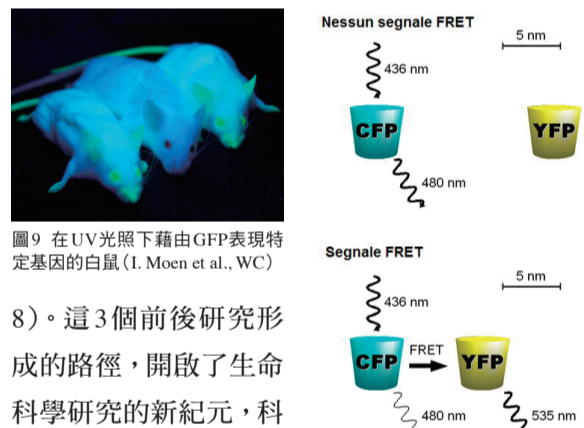 圖9 在UV光照下藉由GFP表現特
定基因的白鼠(I. Moen et al., WC)
8)。這3個前後研究形
成的路徑，開啟了生命
科學研究的新紀元，科
Nessun segnale FRET
5 nm
436 nm
CFP
YFP
480 nm
Segnale FRET
5 nm
436 nm
CFP
FRET
YFP
480 nm
535 nm